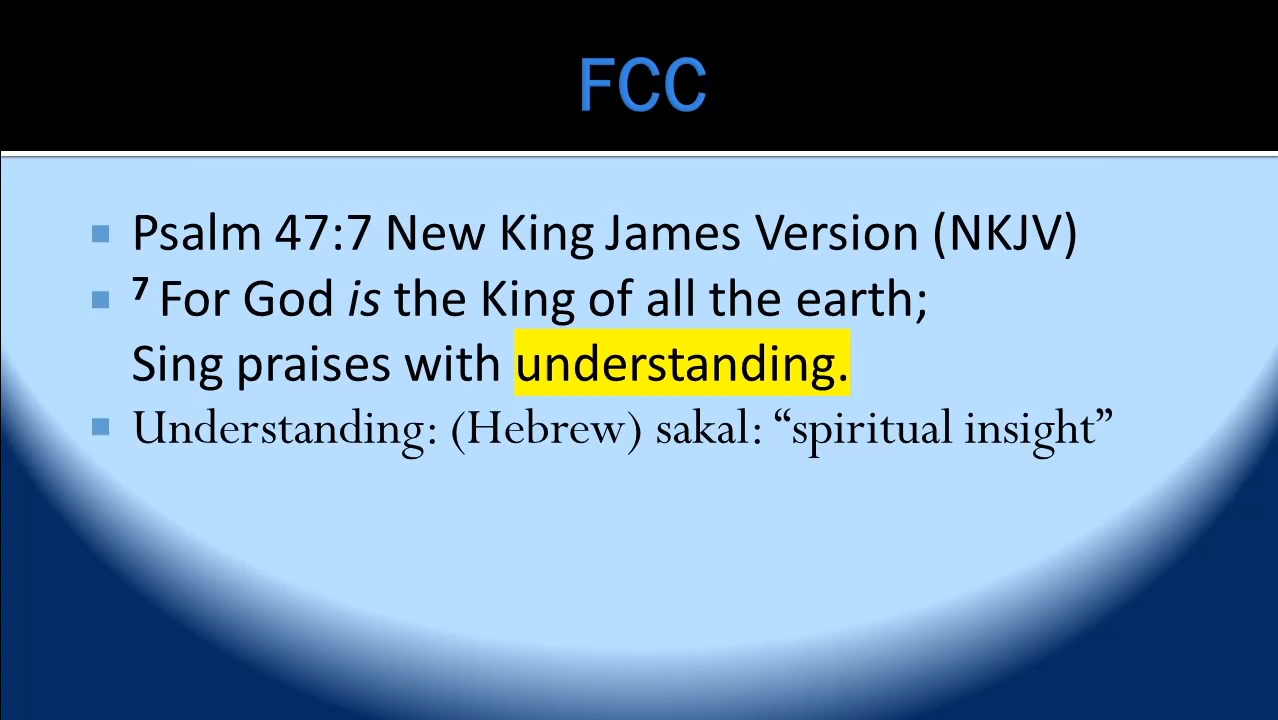 FCC
Psalm 47:7 New King James Version (NKJV)
7 For God is the King of all the earth;
Sing praises with understanding.
Understanding: (Hebrew) sakal: “spiritual insight”